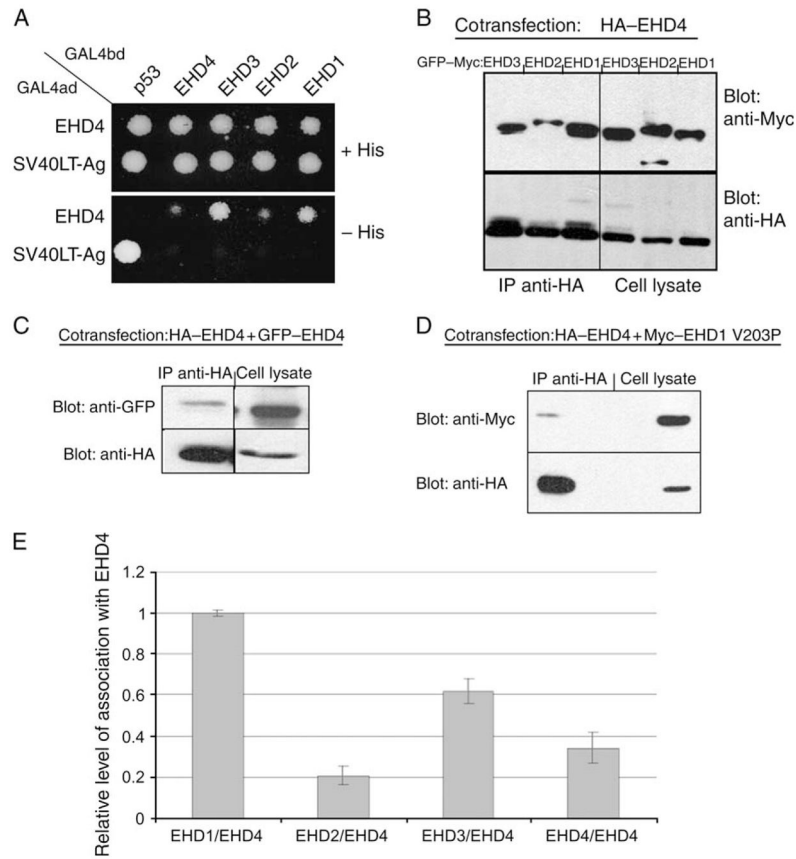 A
GAL4bd
GAL4ad
p53
EHD4
EHD3
EHD2
EHD1
EHD4
SV40LT-Ag
+ His
EHD4
SV40LT-Ag
– His
B
Cotransfection: HA–EHD4
GFP–Myc:EHD3 EHD2 EHD1 EHD3 EHD2 EHD1
Blot:
anti-Myc
Blot:
anti-HA
IP anti-HA Cell lysate
C
Cotransfection:HA–EHD4+GFP–EHD4
IP anti-HA Cell lysate
Blot: anti-GFP
Blot: anti-HA
D
Cotransfection:HA–EHD4+Myc–EHD1 V203P
IP anti-HA Cell lysate
Blot: anti-Myc
Blot: anti-HA
E
Relative level of association with EHD4
1.2
1
0.8
0.6
0.4
0.2
0
EHD1/EHD4 EHD2/EHD4 EHD3/EHD4 EHD4/EHD4